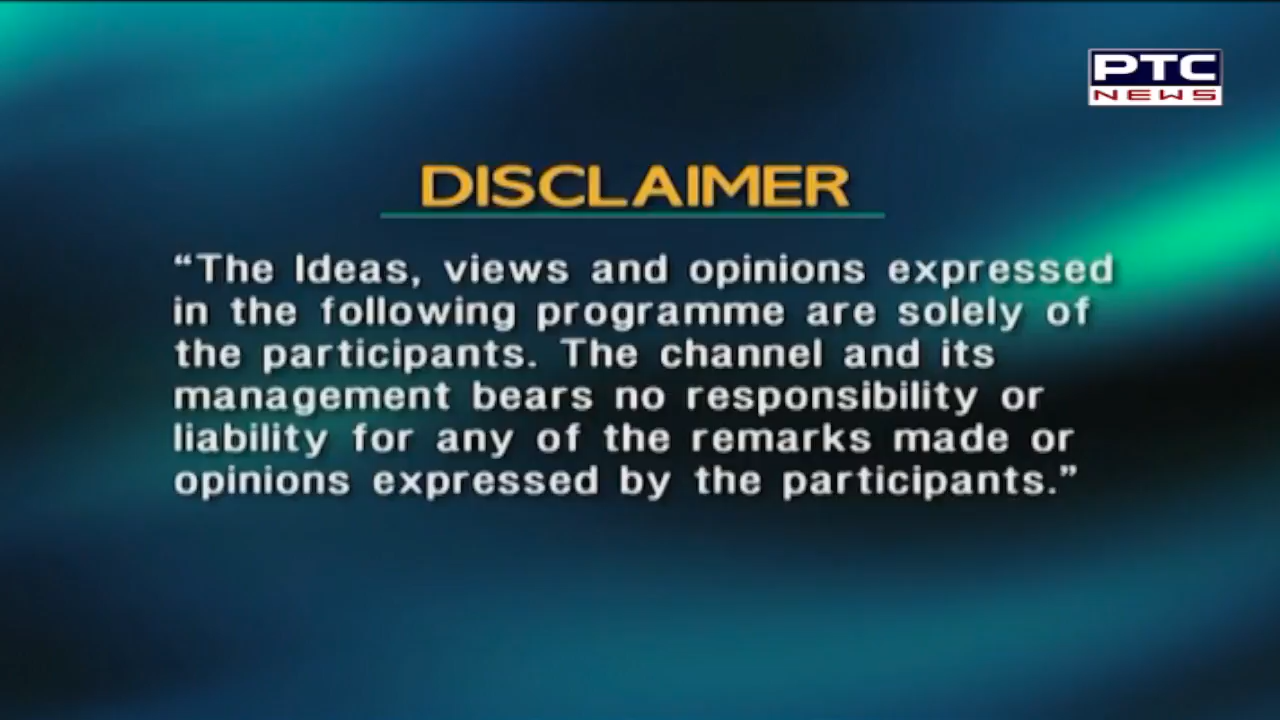 PTC
NEWS
DISCLAIMER
“The Ideas, views and opinions expressed
in the following programme are solely of
the participants. The channel and its
management bears no responsibility or
liability for any of the remarks made or
opinions expressed by the participants.”